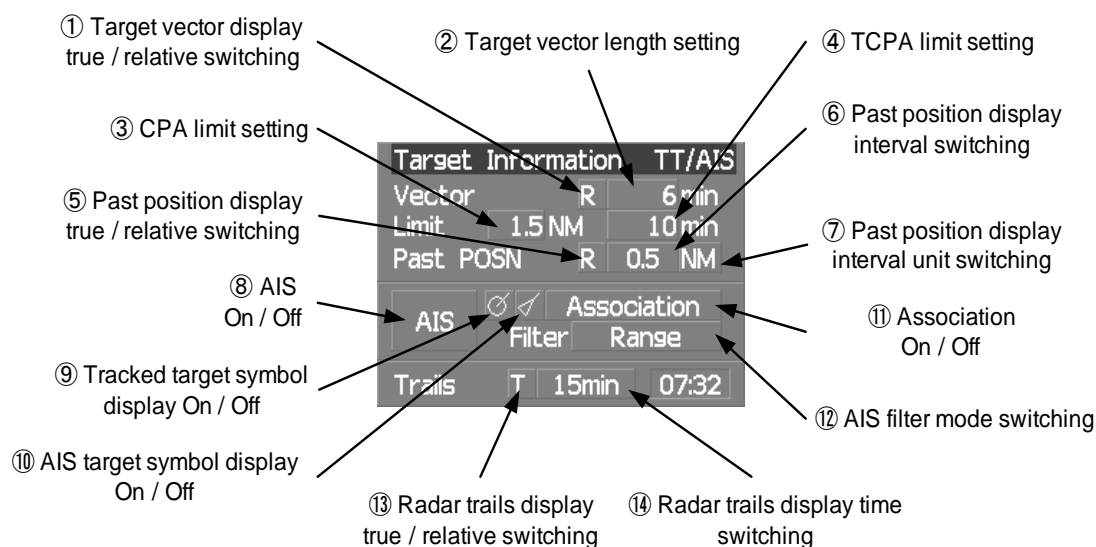 ① Target vector display
true / relative switching
② Target vector length setting
④ TCPA limit setting
③ CPA limit setting
⑥ Past position display
interval switching
Target Information TT/AIS
Vector R 6 min
Limit 1.5 NM 10 min
Past POSN R 0.5 NM
⑤ Past position display
true / relative switching
⑦ Past position display
interval unit switching
⑧ AIS
On / Off
AIS Association
Filter Range
⑪ Association
On / Off
⑨ Tracked target symbol
display On / Off
Trails T 15min 07:32
⑫ AIS filter mode switching
⑩ AIS target symbol display
On / Off
⑬ Radar trails display
true / relative switching
⑭ Radar trails display time
switching